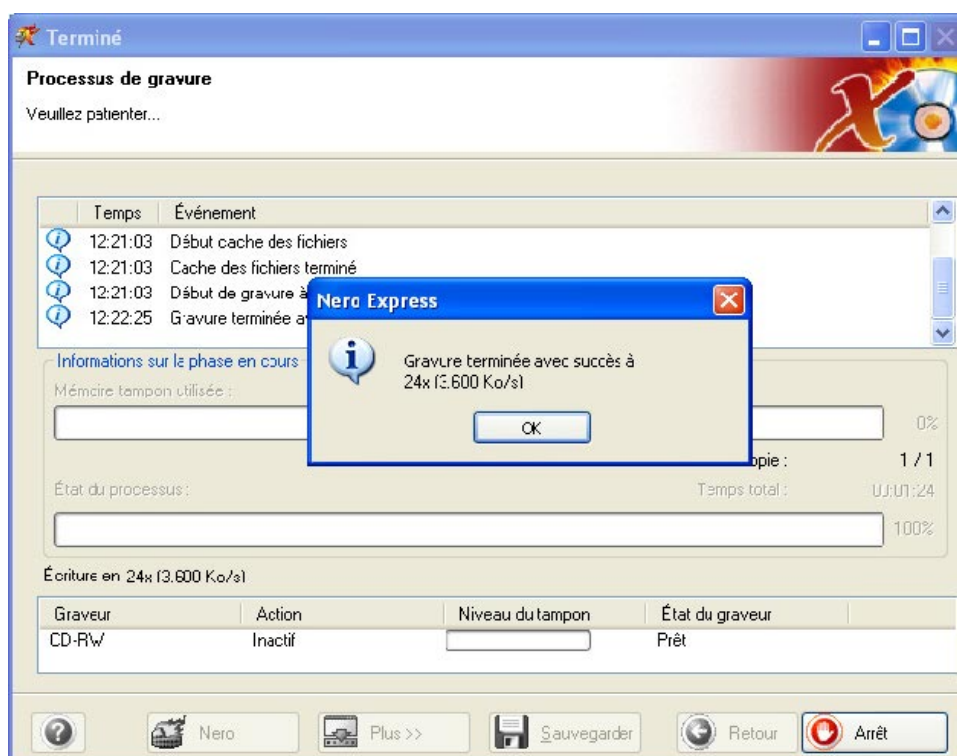 Terminé
Processus de gravure
Veuillez patienter...
Temps Événement
12:21:03 Début cache des fichiers
12:21:03 Cache des fichiers terminé
12:21:03 Début de gravure à
12:22:25 Gravure terminée a
Nero Express
Gravure terminée avec succès à
24x (3.600 Ko/s)
OK
Informations sur la phase en cours
Mémoire tampon utilisée :
0%
opie : 1 / 1
État du processus : Temps total : 00:01:24
100%
Écriture en 24x (3.600 Ko/s)
Graveur Action Niveau du tampon État du graveur
CD-RW Inactif Prêt
Nero Plus >> Sauvegarder Retour Arrêt